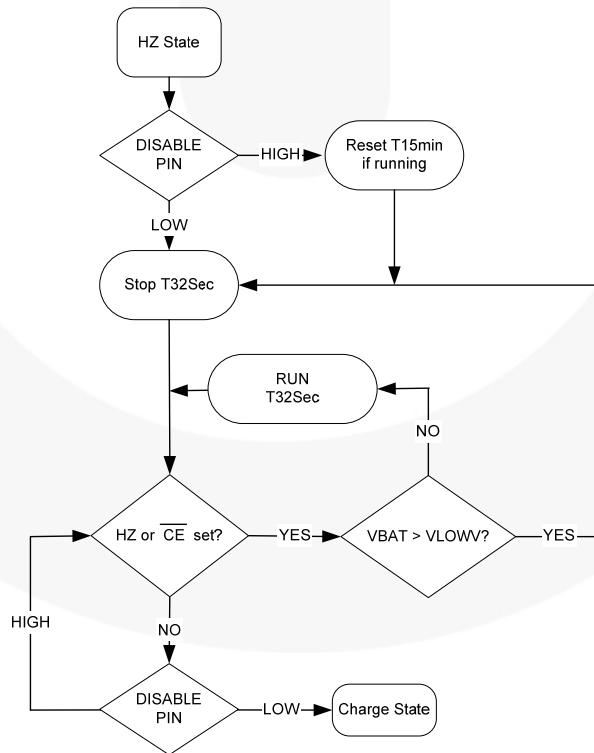 HZ State
DISABLE
PIN
HIGH
Reset T15min
if running
LOW
Stop T32Sec
RUN
T32Sec
NO
HZ or CE set?
YES
VBAT > VLOWV?
YES
HIGH
NO
DISABLE
PIN
LOW
Charge State